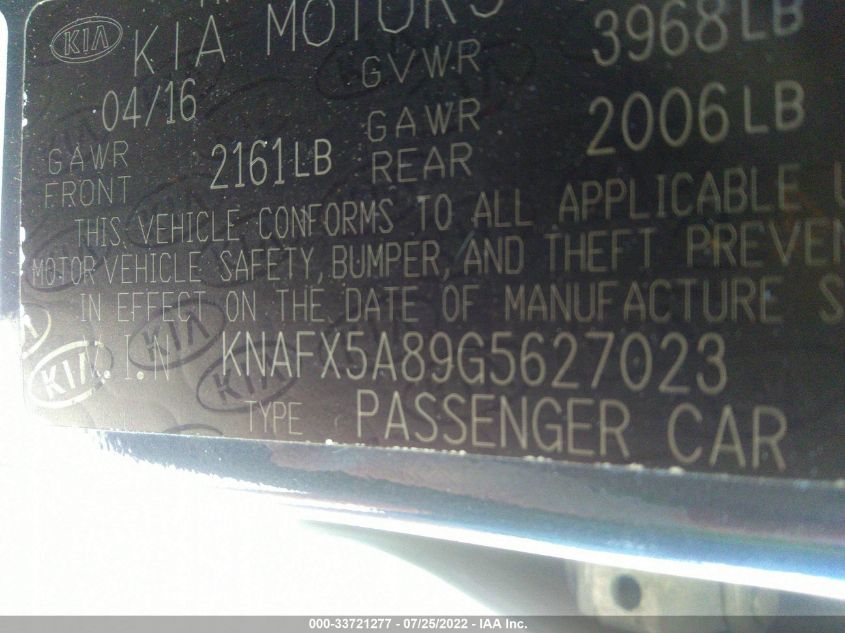 KIA KIA MOTORS
04/16 GVWR 3968LB
GAWR FRONT 2161LB GAWR REAR 2006LB
THIS VEHICLE CONFORMS TO ALL APPLICABLE
MOTOR VEHICLE SAFETY, BUMPER, AND THEFT PREVEN
IN EFFECT ON THE DATE OF MANUFACTURE S
V.I.N KNAFX5A89G5627023
KIA
TYPE PASSENGER CAR
000-33721277 - 07/25/2022 - IAA Inc.